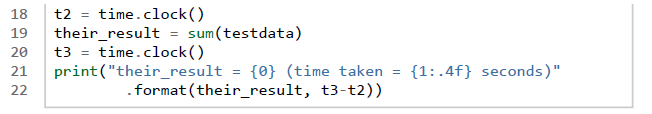 18 t2 = time.clock()
19 their_result = sum(testdata)
20 t3 = time.clock()
21 print("their_result = {0} (time taken = {1:.4f} seconds)"
22 .format(their_result, t3-t2))